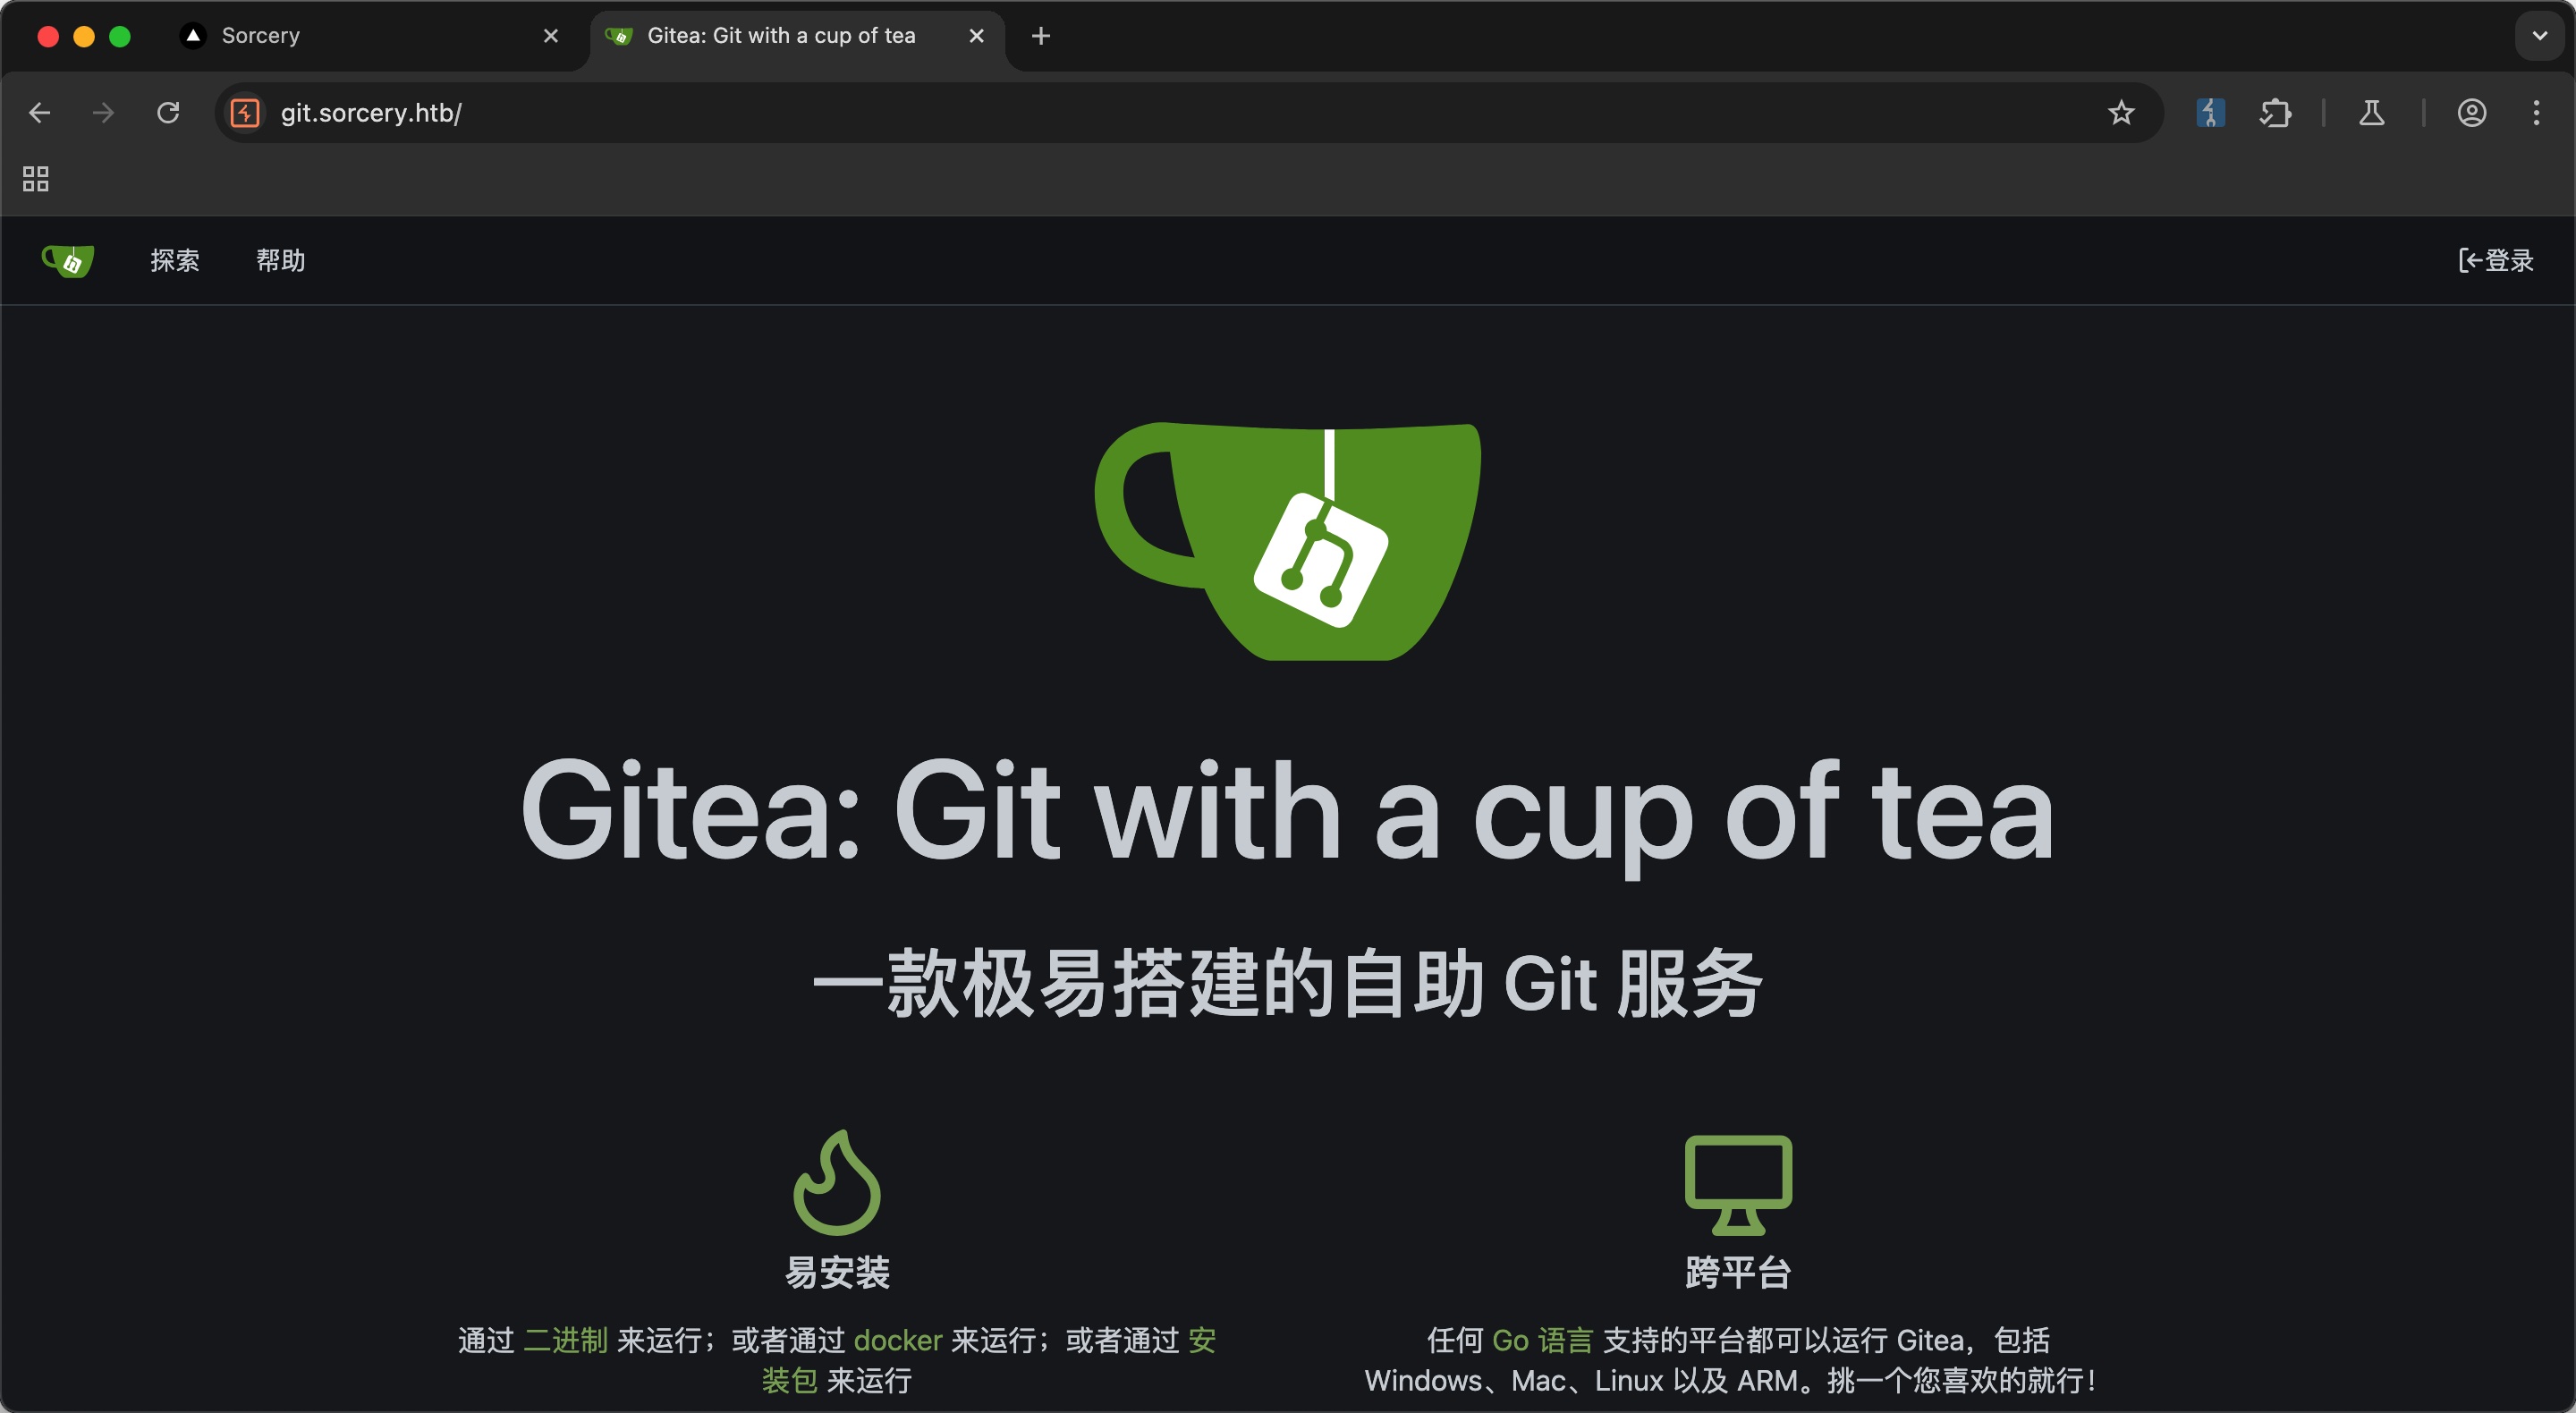 Sorcery
Gitea: Git with a cup of tea
git.sorcery.htb/
探索
帮助
登录
Gitea: Git with a cup of tea
一款极易搭建的自助 Git 服务
易安装
通过 二进制 来运行；或者通过 docker 来运行；或者通过 安
装包 来运行
跨平台
任何 Go 语言 支持的平台都可以运行 Gitea，包括
Windows、Mac、Linux 以及 ARM。挑一个您喜欢的就行！